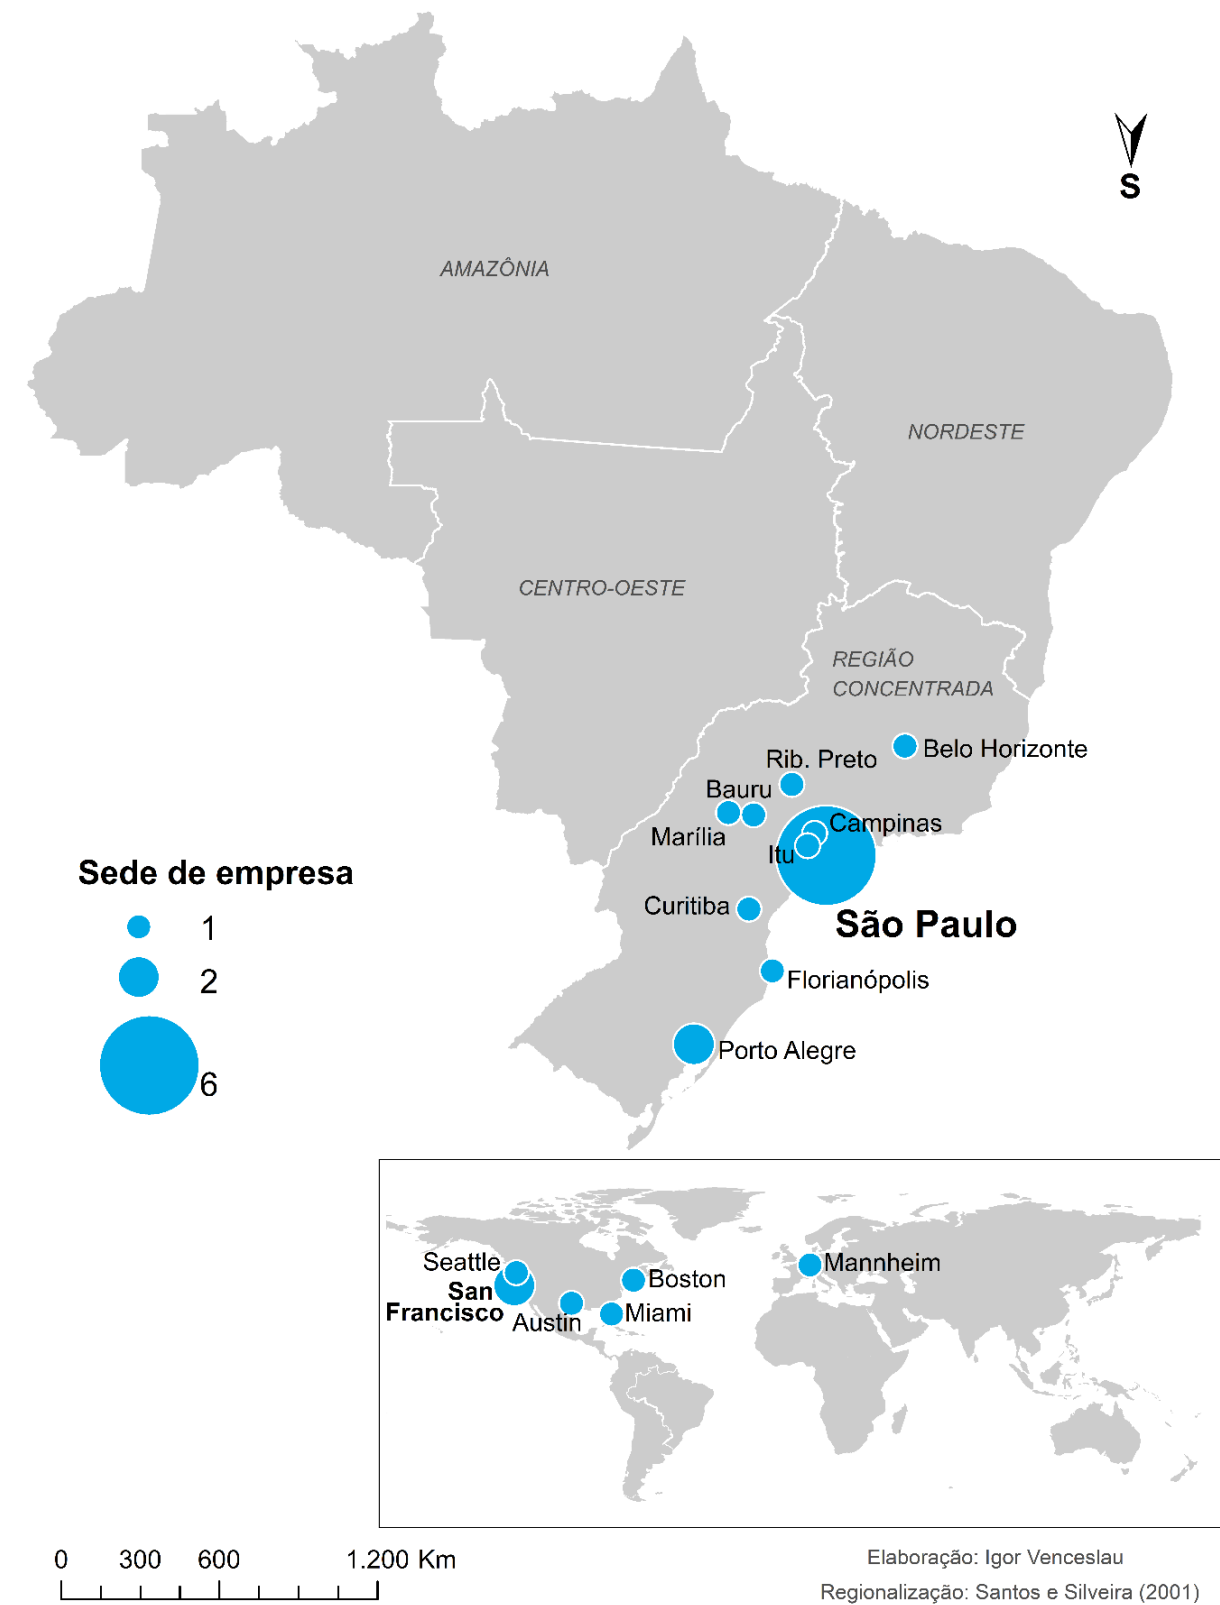 S
AMAZÔNIA
NORDESTE
CENTRO-OESTE
REGIÃO
CONCENTRADA
Belo Horizonte
Rib. Preto
Bauru
Campinas
Marília
Itu
Sede de empresa
1
2
6
Curitiba
São Paulo
Florianópolis
Porto Alegre
Seattle
San
Francisco
Austin
Boston
Miami
Mannheim
0 300 600 1.200 Km
Elaboração: Igor Venceslau
Regionalização: Santos e Silveira (2001)